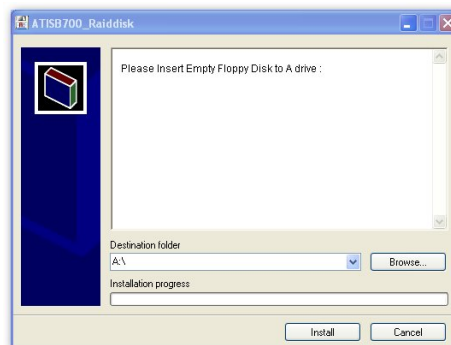 ATISB700_Raiddisk
Please Insert Empty Floppy Disk to A drive :
Destination folder
A:\
Browse...
Installation progress
Install
Cancel